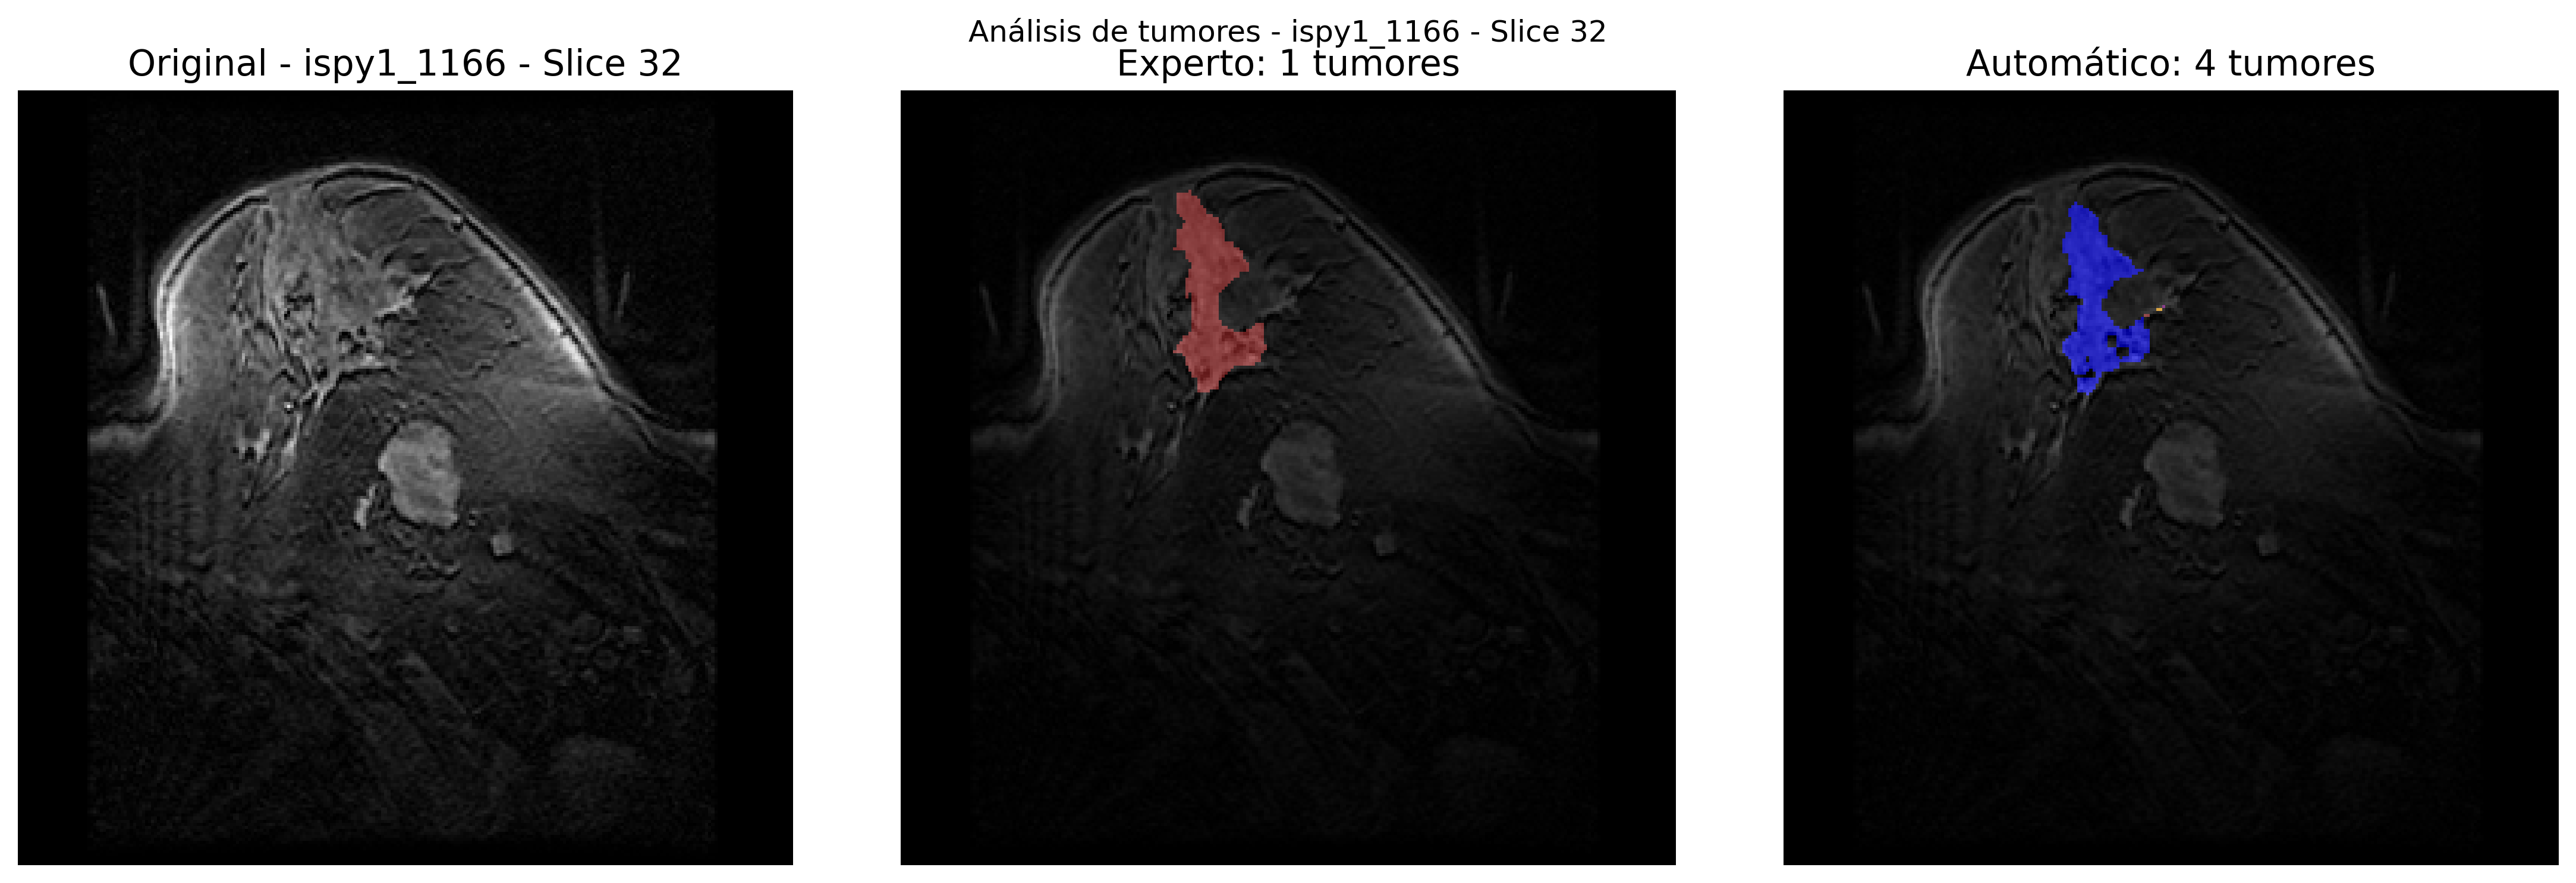 Análisis de tumores - ispy1_1166 - Slice 32
Original - ispy1_1166 - Slice 32
Experto: 1 tumores
Automático: 4 tumores